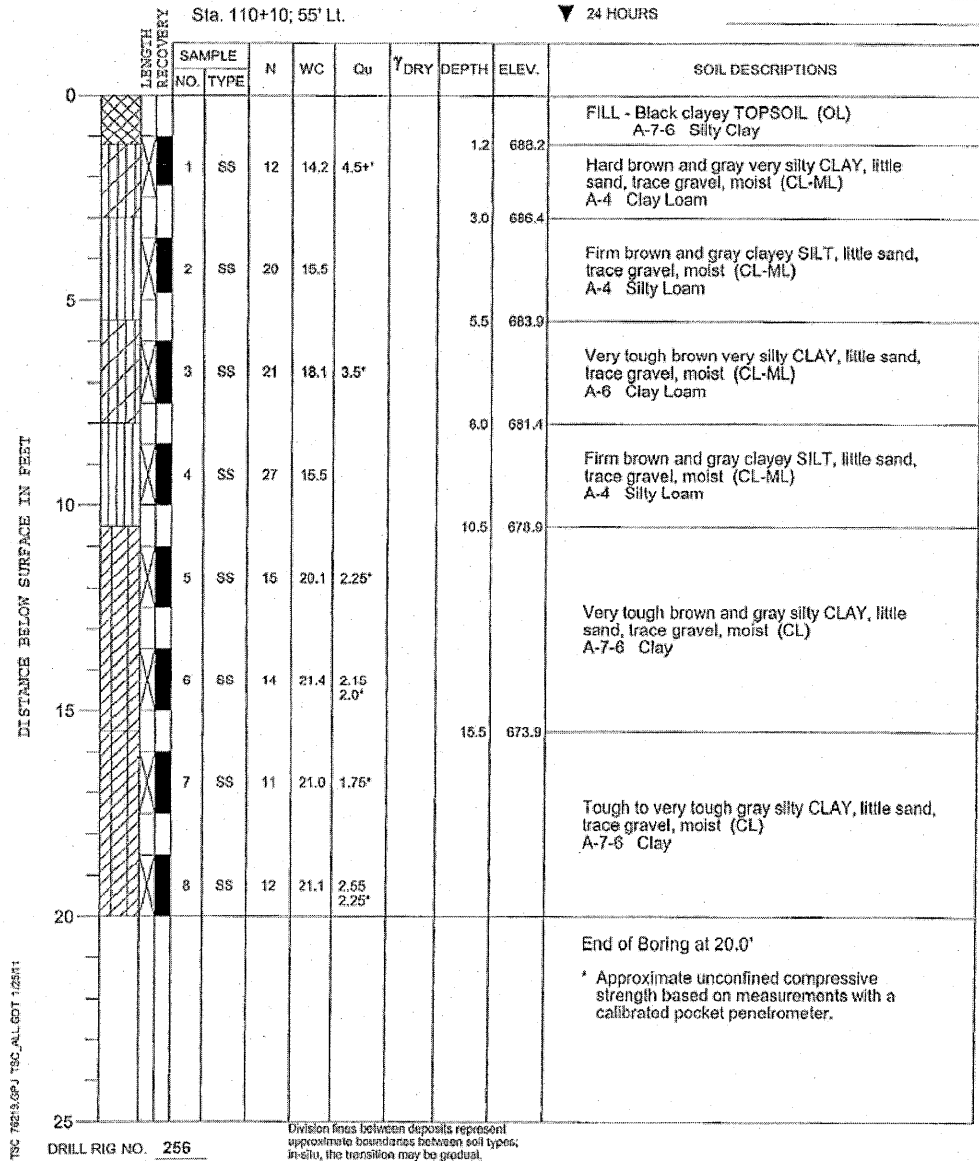 Sta. 110+10; 55' Lt.
▼ 24 HOURS
LENGTH
RECOVERY
SAMPLE
NO. TYPE
N
WC
Qu
γDRY
DEPTH
ELEV.
SOIL DESCRIPTIONS
0
FILL - Black clayey TOPSOIL (OL)
A-7-6 Silty Clay
1.2 688.2
1 SS 12 14.2 4.5+*
Hard brown and gray very silty CLAY, little
sand, trace gravel, moist (CL-ML)
A-4 Clay Loam
3.0 686.4
2 SS 20 15.5
Firm brown and gray clayey SILT, little sand,
trace gravel, moist (CL-ML)
A-4 Silty Loam
5
5.5 683.9
3 SS 21 18.1 3.5*
Very tough brown very silty CLAY, little sand,
trace gravel, moist (CL-ML)
A-6 Clay Loam
8.0 681.4
4 SS 27 15.5
Firm brown and gray clayey SILT, little sand,
trace gravel, moist (CL-ML)
A-4 Silty Loam
10
10.5 678.9
5 SS 15 20.1 2.25*
Very tough brown and gray silty CLAY, little
sand, trace gravel, moist (CL)
A-7-6 Clay
6 SS 14 21.4 2.15
2.0*
15
15.5 673.9
7 SS 11 21.0 1.75*
Tough to very tough gray silty CLAY, little sand,
trace gravel, moist (CL)
A-7-6 Clay
8 SS 12 21.1 2.55
2.25*
20
End of Boring at 20.0'
* Approximate unconfined compressive
strength based on measurements with a
calibrated pocket penetrometer.
25
DISTANCE BELOW SURFACE IN FEET
TSC 76219.GPJ TSC_ALL.GDT 1/25/11
DRILL RIG NO. 256
Division lines between deposits represent
approximate boundaries between soil types;
in-situ, the transition may be gradual.